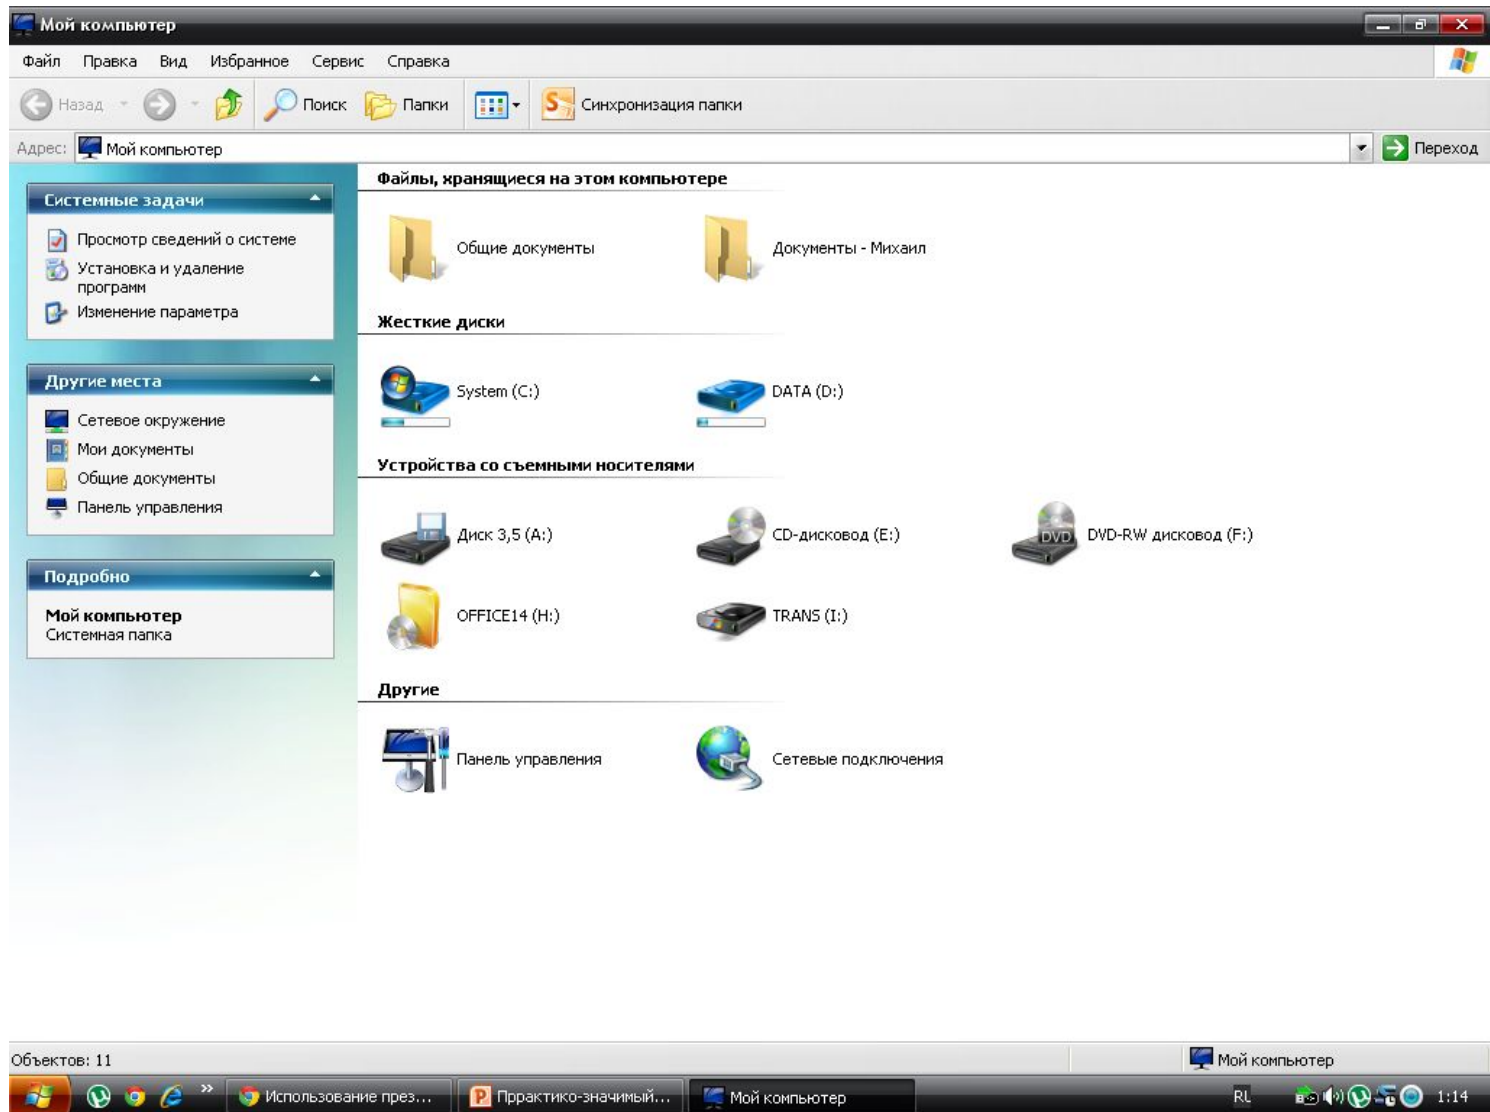 Мой компьютер
Файл Правка Вид Избранное Сервис Справка
Назад Поиск Папки Синхронизация папки
Адрес: Мой компьютер Переход
Системные задачи
Просмотр сведений о системе
Установка и удаление
программ
Изменение параметра
Другие места
Сетевое окружение
Мои документы
Общие документы
Панель управления
Подробно
Мой компьютер
Системная папка
Файлы, хранящиеся на этом компьютере
Общие документы Документы - Михаил
Жесткие диски
System (C:) DATA (D:)
Устройства со съемными носителями
Диск 3,5 (A:) CD-дисковод (E:) DVD-RW дисковод (F:)
OFFICE14 (H:) TRANS (I:)
Другие
Панель управления Сетевые подключения
Объектов: 11 Мой компьютер
Использование през... Пррактико-значимый... Мой компьютер 1:14